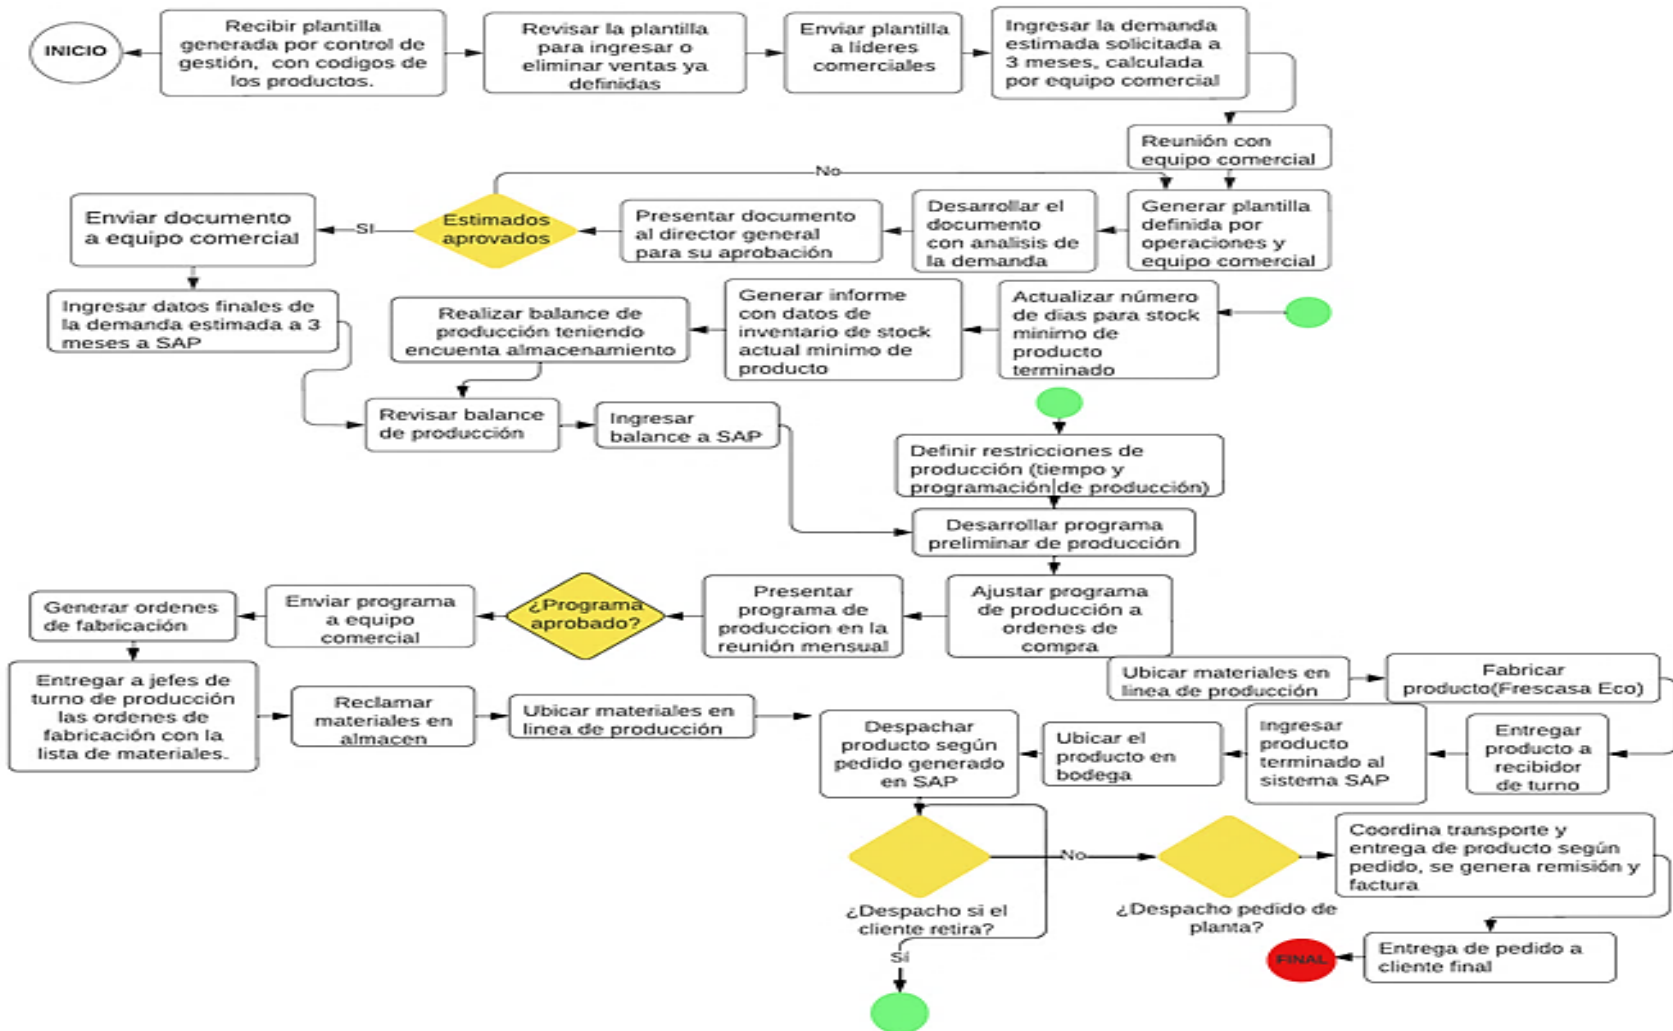 INICIO
Recibir plantilla
generada por control de
gestión, con codigos de
los productos.
Revisar la plantilla
para ingresar o
eliminar ventas ya
definidas
Enviar plantilla
a lideres
comerciales
Ingresar la demanda
estimada solicitada a
3 meses, calculada
por equipo comercial
Reunión con
equipo comercial
No
Generar plantilla
definida por
operaciones y
equipo comercial
Desarrollar el
documento
con analisis de
la demanda
Presentar documento
al director general
para su aprobación
Estimados
aprovados
SI
Enviar documento
a equipo comercial
Ingresar datos finales de
la demanda estimada a 3
meses a SAP
Actualizar número
de dias para stock
minimo de
producto
terminado
Generar informe
con datos de
inventario de stock
actual minimo de
producto
Realizar balance de
producción teniendo
encuenta almacenamiento
Revisar balance
de producción
Ingresar
balance a SAP
Definir restricciones de
producción (tiempo y
programación de producción)
Desarrollar programa
preliminar de producción
Ajustar programa
de producción a
ordenes de
compra
Presentar
programa de
produccion en la
reunión mensual
¿Programa
aprobado?
Enviar programa
a equipo
comercial
Generar ordenes
de fabricación
Entregar a jefes de
turno de producción
las ordenes de
fabricación con la
lista de materiales.
Reclamar
materiales en
almacen
Ubicar materiales en
linea de producción
Ubicar materiales en
linea de producción
Fabricar
producto(Frescasa Eco)
Entregar
producto a
recibidor
de turno
Ingresar
producto
terminado al
sistema SAP
Ubicar el
producto en
bodega
Despachar
producto según
pedido generado
en SAP
¿Despacho si el
cliente retira?
No
Sí
¿Despacho pedido de
planta?
Coordina transporte y
entrega de producto según
pedido, se genera remisión y
factura
Entrega de pedido a
cliente final
FINAL